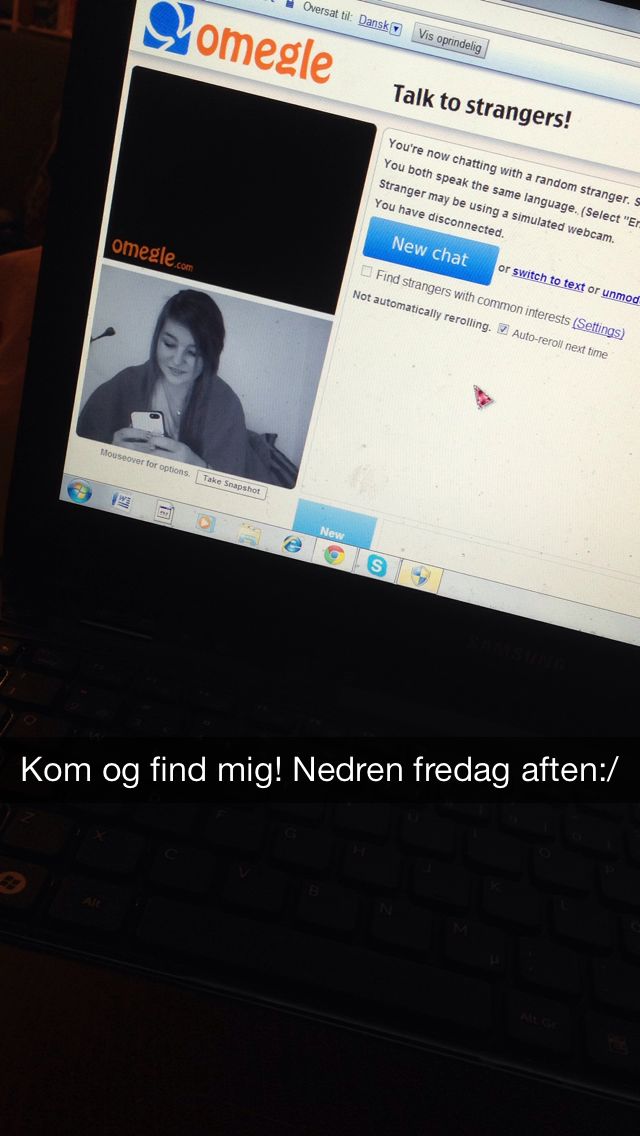 Oversat til: Dansk Vis oprindelig
omegle
Talk to strangers!
You're now chatting with a random stranger. S
You both speak the same language. (Select "En
Stranger may be using a simulated webcam.
You have disconnected.
New chat
or switch to text or unmod
Find strangers with common interests (Settings)
Not automatically rerolling. Auto-reroll next time
omegle.com
Mouseover for options. Take Snapshot
New
SAMSUNG
Kom og find mig! Nedren fredag aften:/
Z X C V B N M µ
F G H J K L
Alt
Alt Gr